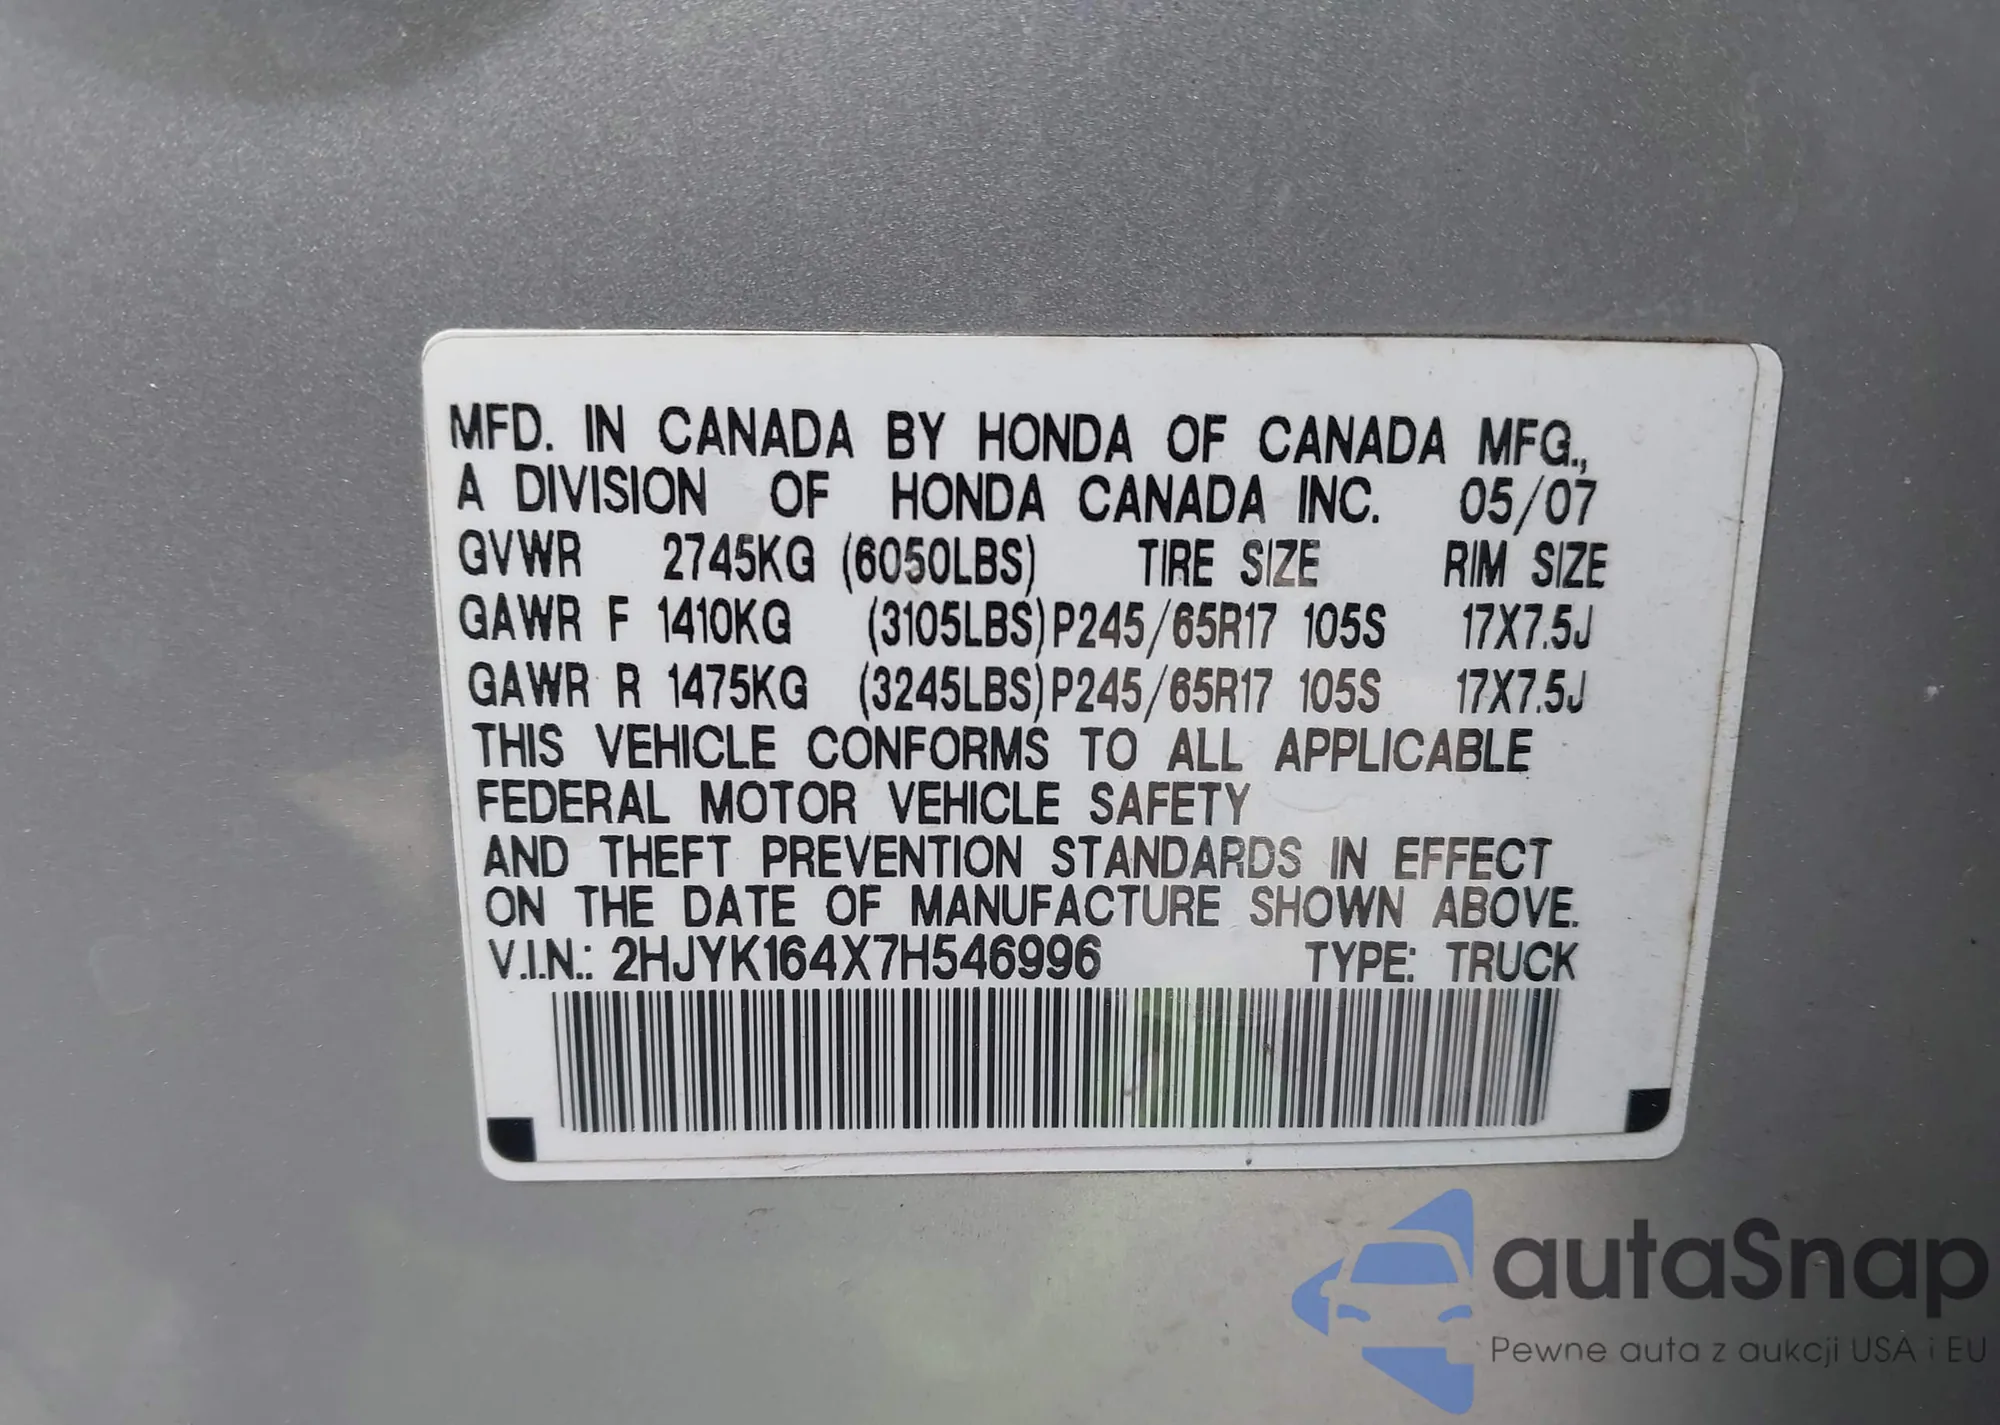 MFD. IN CANADA BY HONDA OF CANADA MFG.,
A DIVISION OF HONDA CANADA INC. 05/07
GVWR 2745KG (6050LBS) TIRE SIZE RIM SIZE
GAWR F 1410KG (3105LBS) P245/65R17 105S 17X7.5J
GAWR R 1475KG (3245LBS) P245/65R17 105S 17X7.5J
THIS VEHICLE CONFORMS TO ALL APPLICABLE
FEDERAL MOTOR VEHICLE SAFETY
AND THEFT PREVENTION STANDARDS IN EFFECT
ON THE DATE OF MANUFACTURE SHOWN ABOVE.
V.I.N.: 2HJYK164X7H546996 TYPE: TRUCK
autaSnap
Pewne auta z aukcji USA i EU